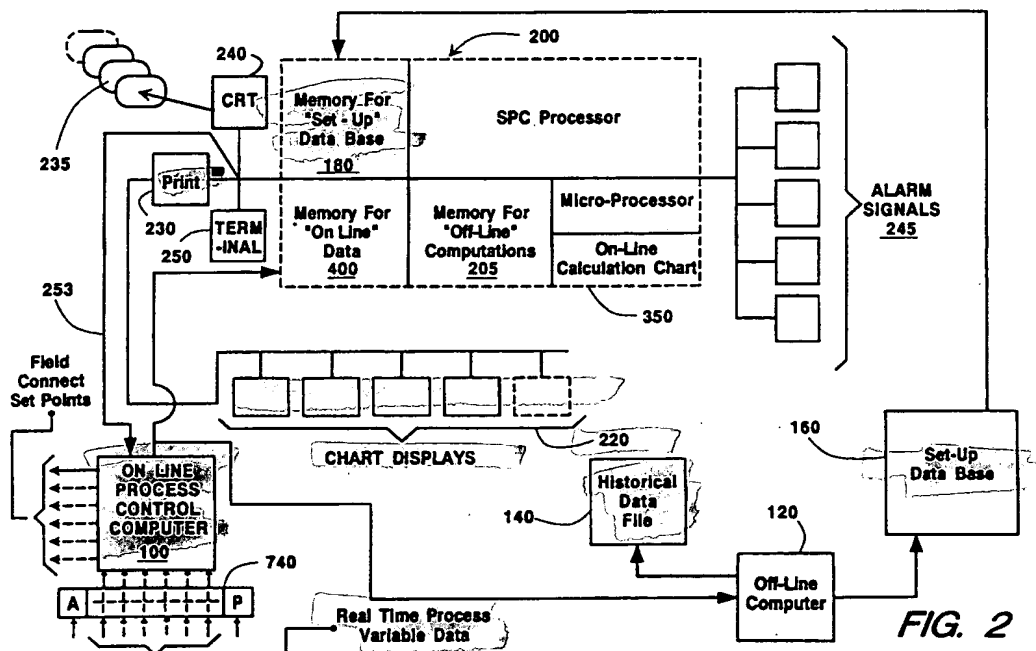 200
240
CRT
235
Memory For
"Set - Up"
Data Base
180
SPC Processor
Print
230
250
TERM
-INAL
Memory For
"On Line"
Data
400
Memory For
"Off-Line"
Computations
205
Micro-Processor
On-Line
Calculation Chart
350
ALARM
SIGNALS
245
253
Field
Connect
Set Points
220
CHART DISPLAYS
ON LINE
PROCESS
CONTROL
COMPUTER
100
740
A
P
140
Historical
Data
File
160
Set-Up
Data Base
120
Off-Line
Computer
Real Time Process
Variable Data
FIG. 2